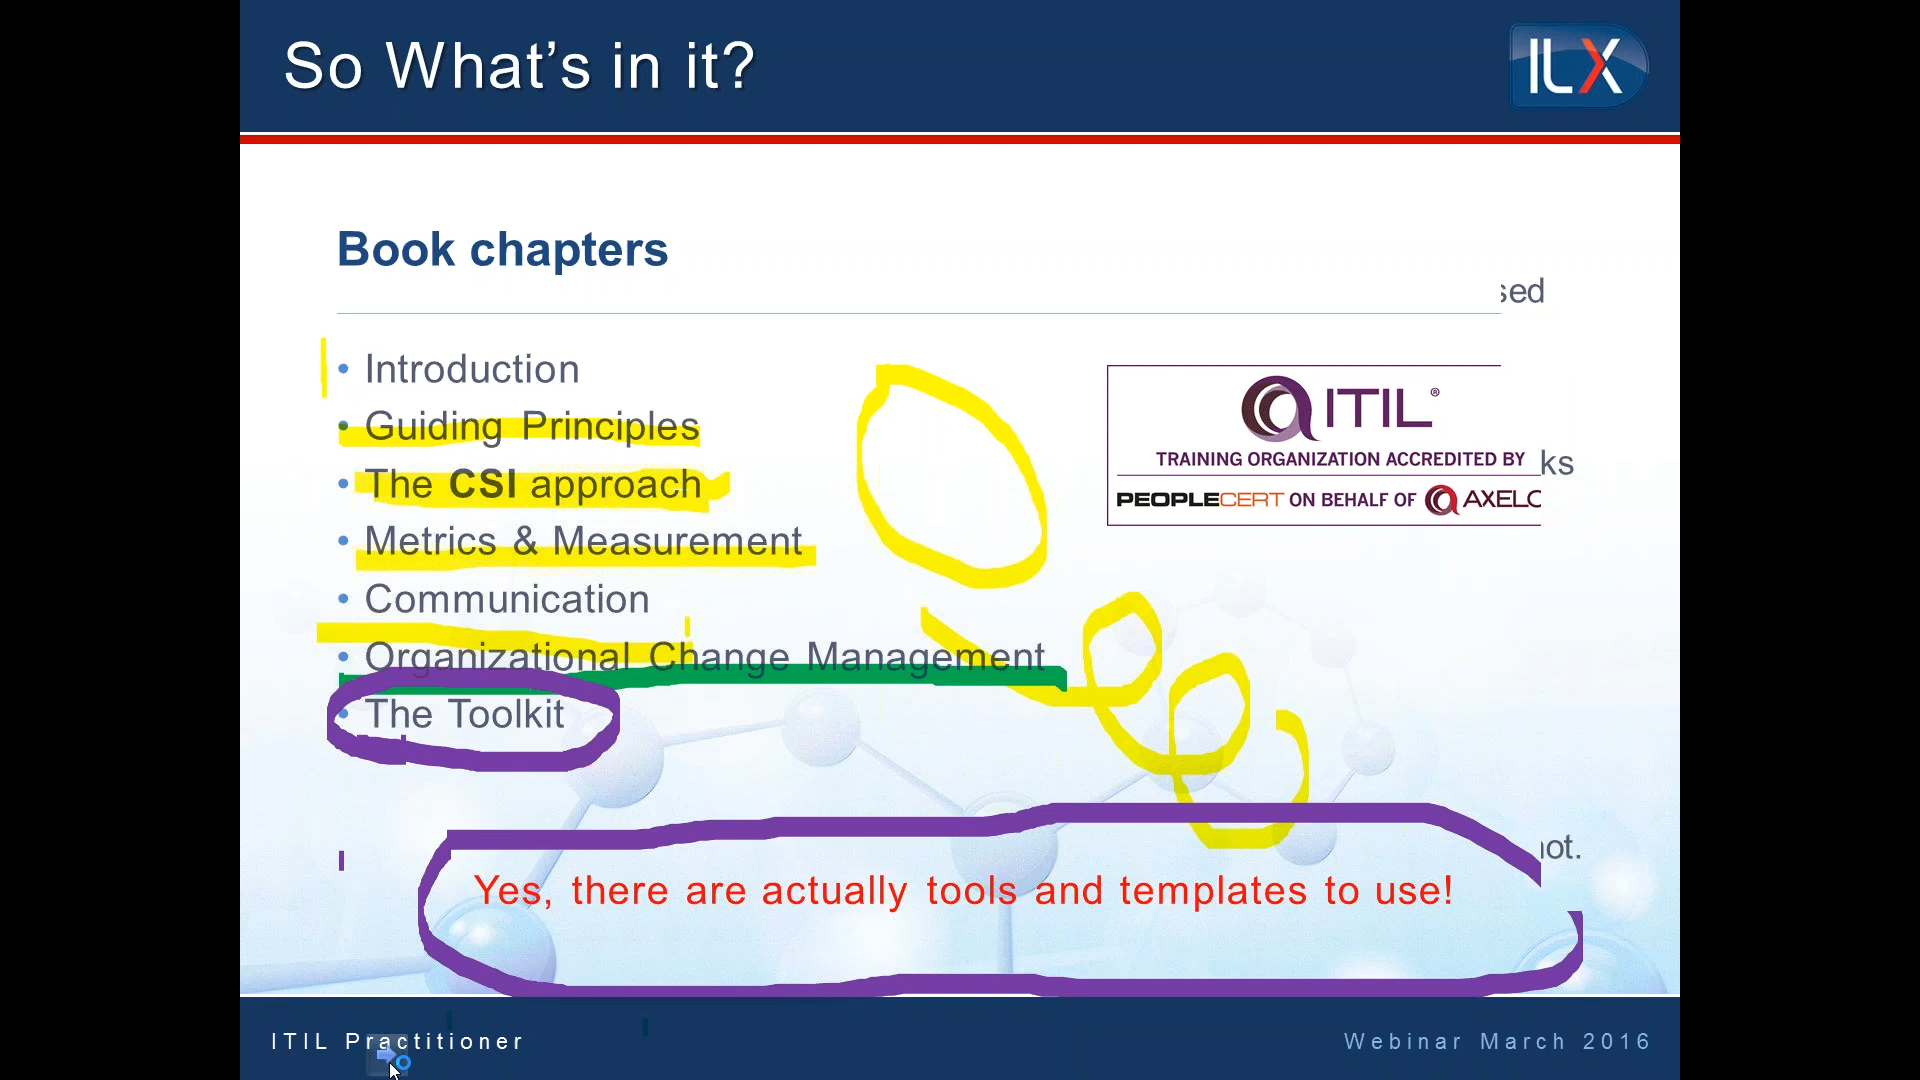 So What’s in it?
ILX
Book chapters
sed
• Introduction
• Guiding Principles
• The CSI approach
• Metrics & Measurement
• Communication
• Organizational Change Management
• The Toolkit
ITIL®
TRAINING ORGANIZATION ACCREDITED BY
ks
PEOPLECERT ON BEHALF OF AXELO
not.
Yes, there are actually tools and templates to use!
ITIL Practitioner
Webinar March 2016